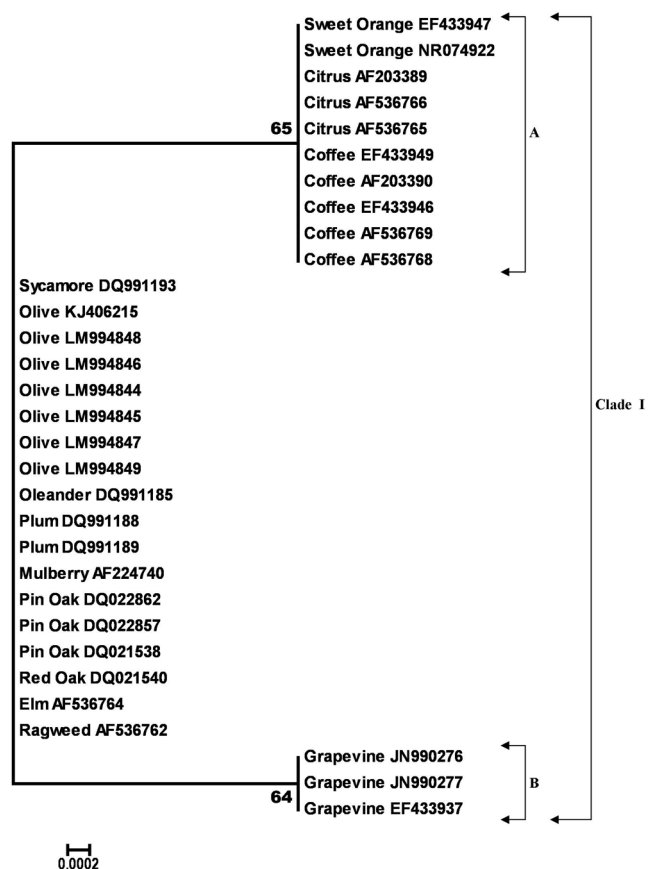 Sweet Orange EF433947
Sweet Orange NR074922
Citrus AF203389
Citrus AF536766
65
Citrus AF536765
A
Coffee EF433949
Coffee AF203390
Coffee EF433946
Coffee AF536769
Coffee AF536768
Sycamore DQ991193
Olive KJ406215
Olive LM994848
Olive LM994846
Olive LM994844
Clade I
Olive LM994845
Olive LM994847
Olive LM994849
Oleander DQ991185
Plum DQ991188
Plum DQ991189
Mulberry AF224740
Pin Oak DQ022862
Pin Oak DQ022857
Pin Oak DQ021538
Red Oak DQ021540
Elm AF536764
Ragweed AF536762
Grapevine JN990276
Grapevine JN990277
B
64
Grapevine EF433937
0.0002